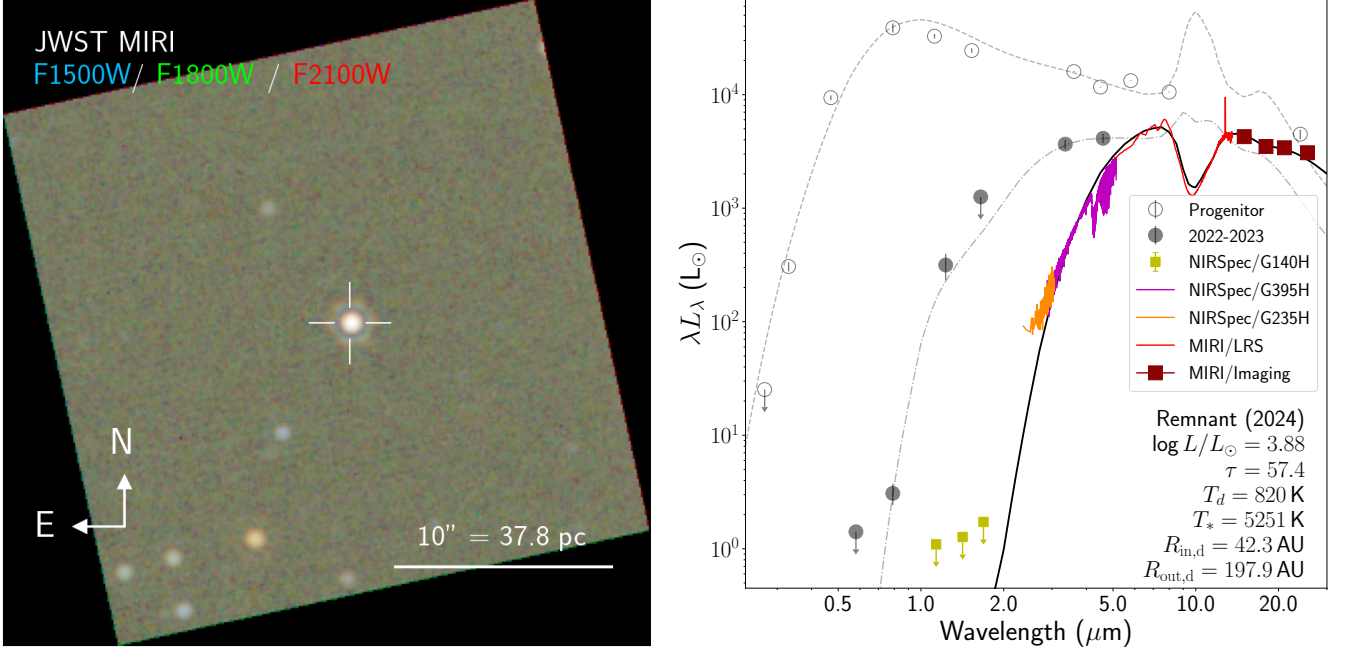 JWST MIRI
F1500W / F1800W / F2100W
N
E
10" = 37.8 pc
λL_λ (L_⊙)
10^4
10^3
10^2
10^1
10^0
0.5 1.0 2.0 5.0 10.0 20.0
Wavelength (μm)
Progenitor
2022-2023
NIRSpec/G140H
NIRSpec/G395H
NIRSpec/G235H
MIRI/LRS
MIRI/Imaging
Remnant (2024)
log L/L_⊙ = 3.88
τ = 57.4
T_d = 820 K
T_* = 5251 K
R_in,d = 42.3 AU
R_out,d = 197.9 AU